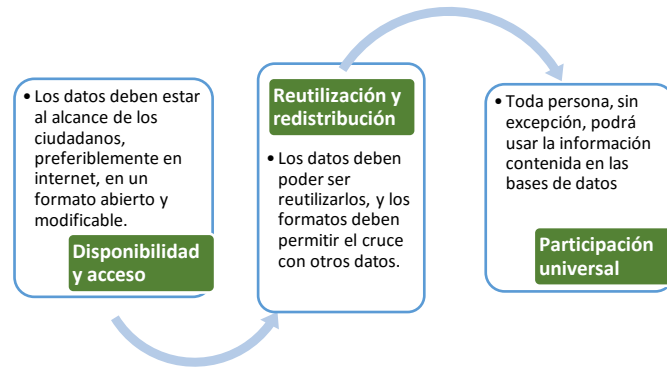 • Los datos deben estar
al alcance de los
ciudadanos,
preferiblemente en
internet, en un
formato abierto y
modificable.
Disponibilidad
y acceso
Reutilización y
redistribución
• Los datos deben
poder ser
reutilizarlos, y los
formatos deben
permitir el cruce
con otros datos.
• Toda persona, sin
excepción, podrá
usar la información
contenida en las
bases de datos
Participación
universal